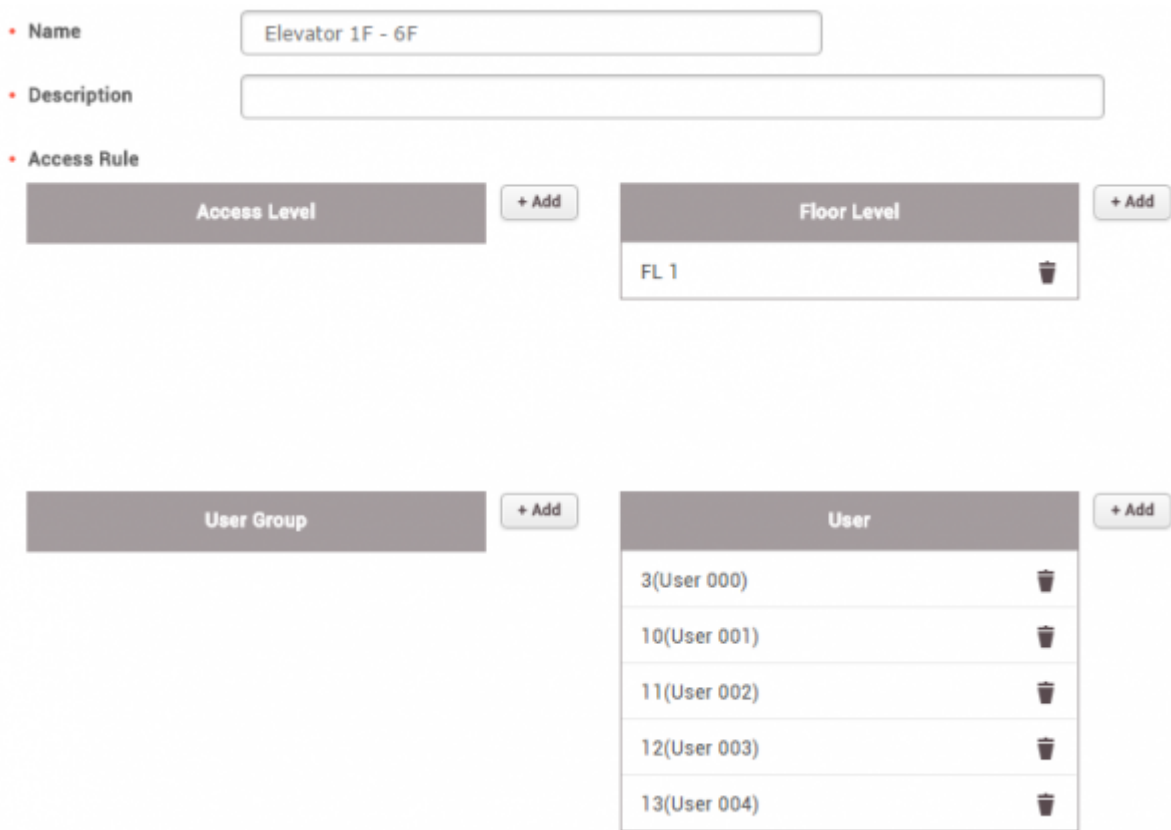 • Name
Elevator 1F - 6F
• Description
• Access Rule
Access Level
+ Add
Floor Level
+ Add
FL 1
User Group
+ Add
User
+ Add
3(User 000)
10(User 001)
11(User 002)
12(User 003)
13(User 004)